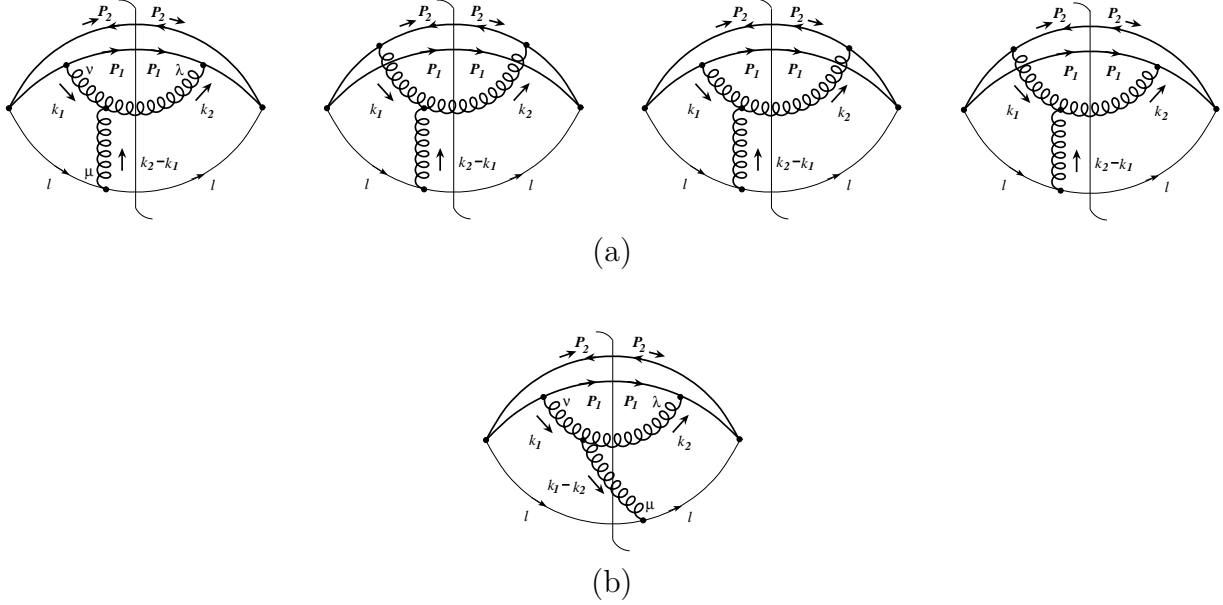 P2 P2 P2 P2 P2 P2 P2 P2
ν P1 P1 λ P1 P1 P1 P1 P1 P1
k1 k2 k1 k2 k1 k2 k1 k2
μ k2−k1 k2−k1 k2−k1 k2−k1
l l l l l l l l
(a)
P2 P2
ν P1 P1 λ
k1 k2
k1−k2
μ
l l
(b)